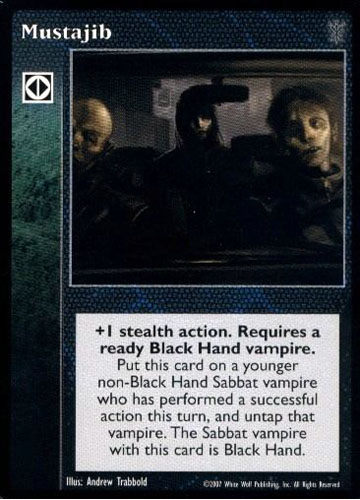 Mustajib
+1 stealth action. Requires a
ready Black Hand vampire.
Put this card on a younger
non-Black Hand Sabbat vampire
who has performed a successful
action this turn, and untap that
vampire. The Sabbat vampire
with this card is Black Hand.
Illus: Andrew Trabbold
©2007 White Wolf Publishing, Inc. All Rights Reserved